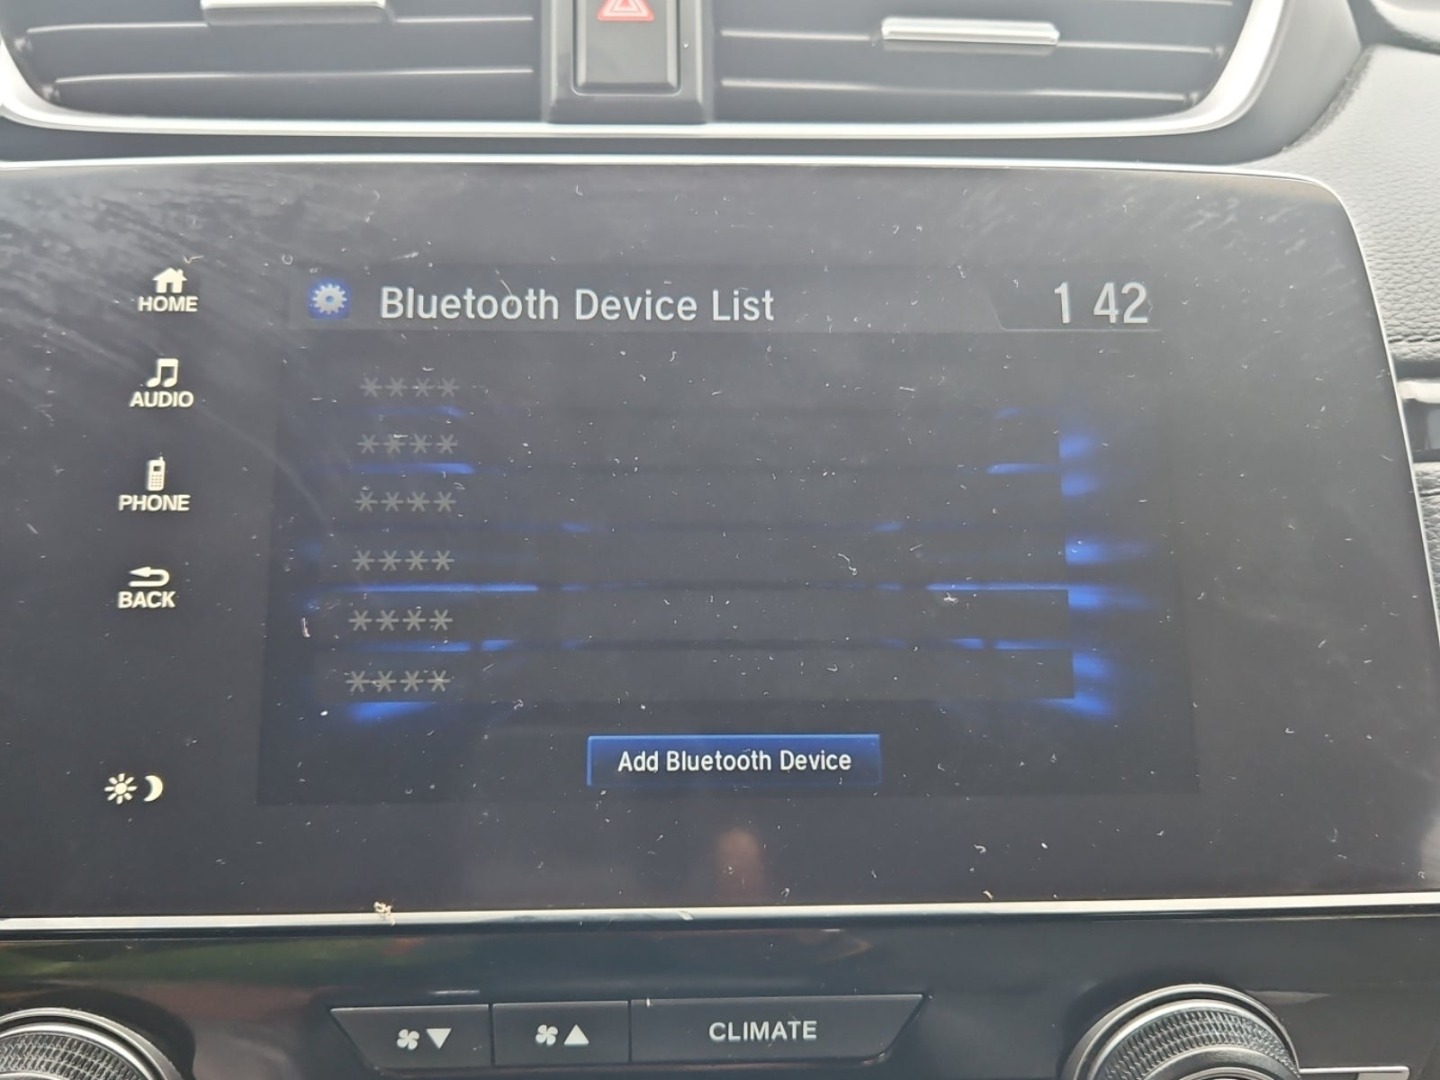 Bluetooth Device List
1 42
HOME
AUDIO
PHONE
BACK
****
****
****
****
****
****
Add Bluetooth Device
CLIMATE